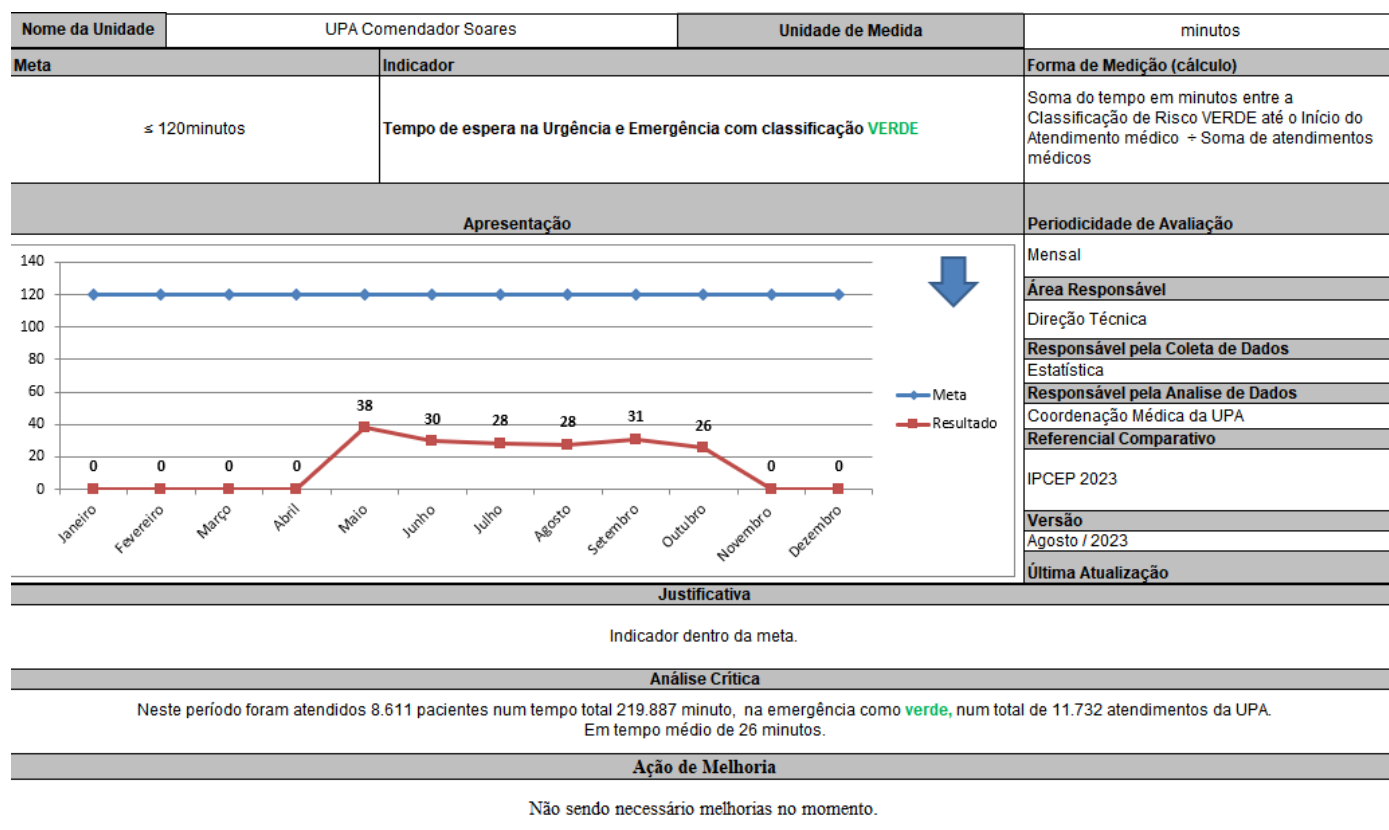 Nome da Unidade UPA Comendador Soares Unidade de Medida minutos
Meta Indicador Forma de Medição (cálculo)
≤ 120minutos Tempo de espera na Urgência e Emergência com classificação VERDE
Soma do tempo em minutos entre a
Classificação de Risco VERDE até o Início do
Atendimento médico ÷ Soma de atendimentos
médicos
Apresentação Periodicidade de Avaliação
140
120
100
80
60
40
20
0
0 0 0 0 38 30 28 28 31 26 0 0
Janeiro Fevereiro Março Abril Maio Junho Julho Agosto Setembro Outubro Novembro Dezembro
Meta
Resultado
Mensal
Área Responsável
Direção Técnica
Responsável pela Coleta de Dados
Estatística
Responsável pela Analise de Dados
Coordenação Médica da UPA
Referencial Comparativo
IPCEP 2023
Versão
Agosto / 2023
Última Atualização
Justificativa
Indicador dentro da meta.
Análise Crítica
Neste período foram atendidos 8.611 pacientes num tempo total 219.887 minuto, na emergência como verde, num total de 11.732 atendimentos da UPA.
Em tempo médio de 26 minutos.
Ação de Melhoria
Não sendo necessário melhorias no momento.